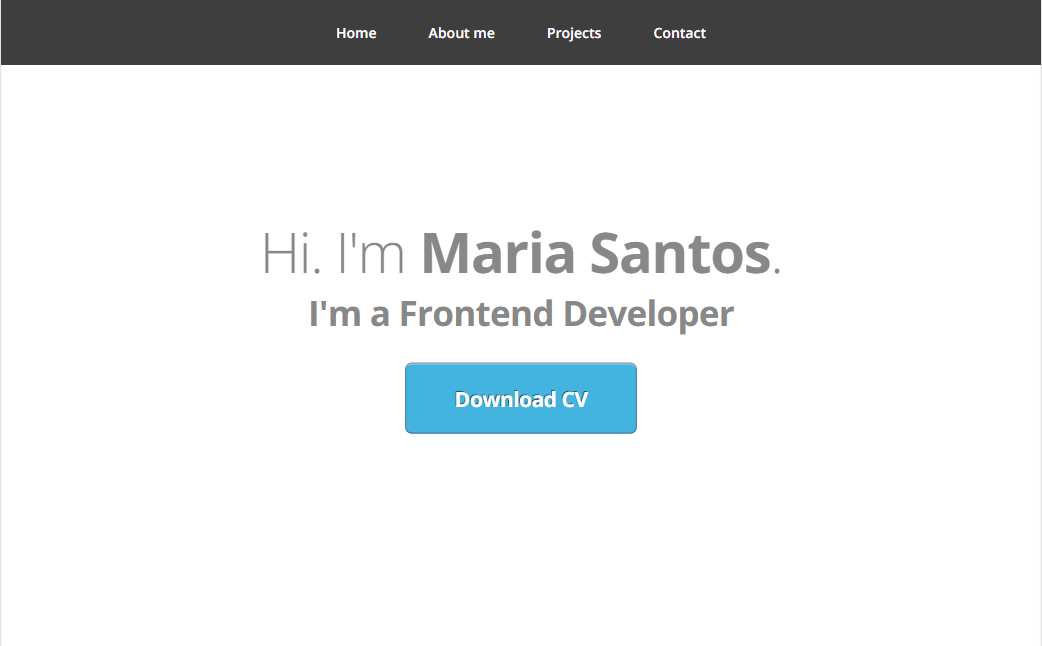 Home About me Projects Contact
Hi. I'm Maria Santos.
I'm a Frontend Developer
Download CV